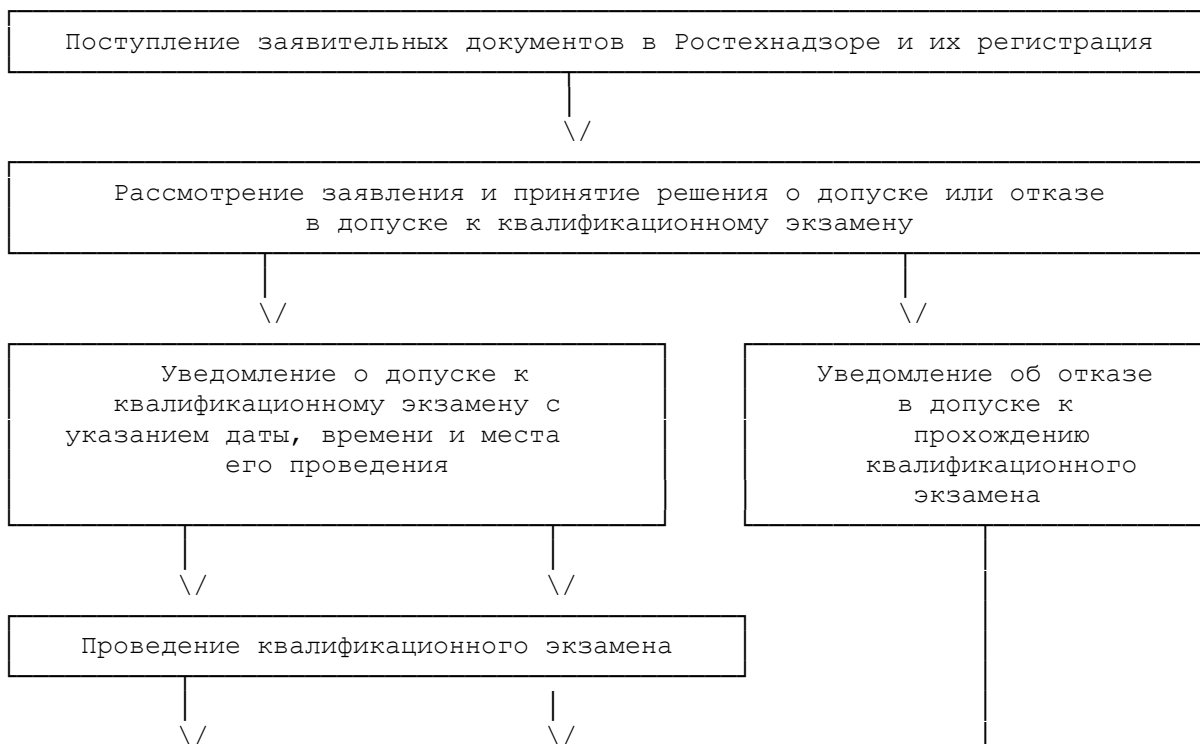 Поступление заявительных документов в Ростехнадзоре и их регистрация
Рассмотрение заявления и принятие решения о допуске или отказе
в допуске к квалификационному экзамену
Уведомление о допуске к
квалификационному экзамену с
указанием даты, времени и места
его проведения
Уведомление об отказе
в допуске к
прохождению
квалификационного
экзамена
Проведение квалификационного экзамена